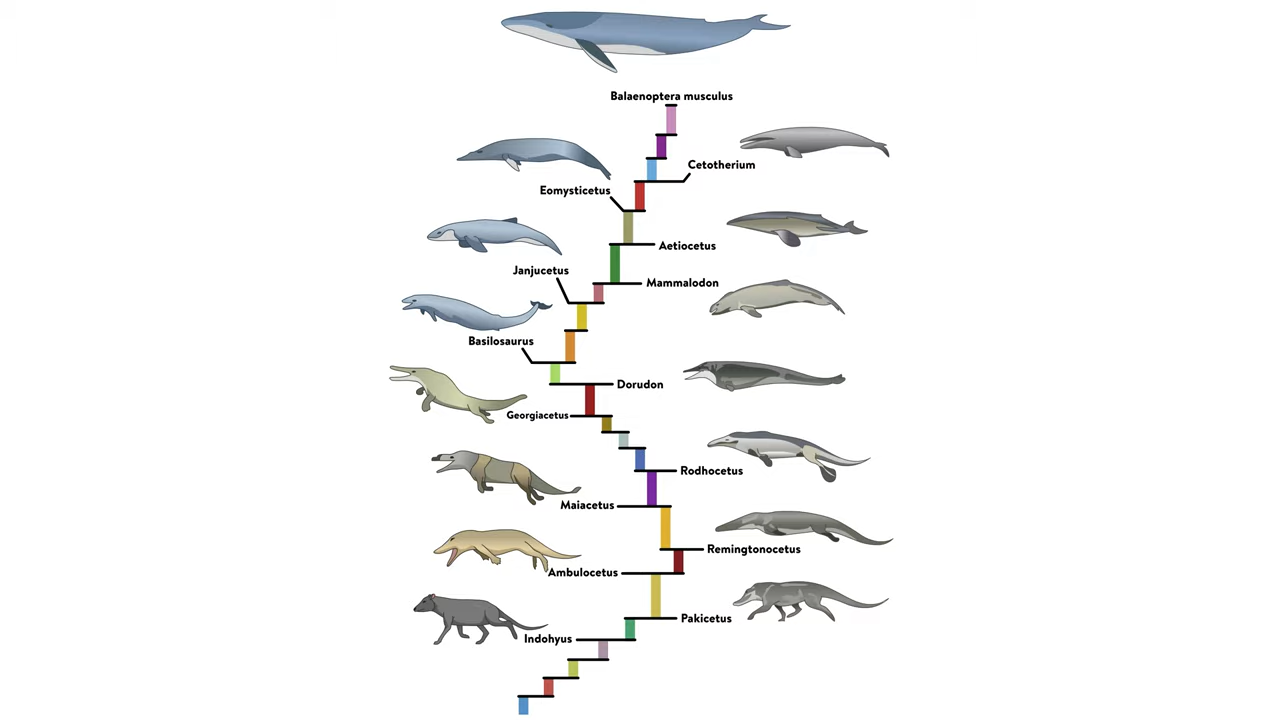 Balaenoptera musculus
Cetotherium
Eomysticetus
Aetiocetus
Janjucetus
Mammalodon
Basilosaurus
Dorudon
Georgiacetus
Rodhocetus
Maiacetus
Remingtonocetus
Ambulocetus
Pakicetus
Indohyus